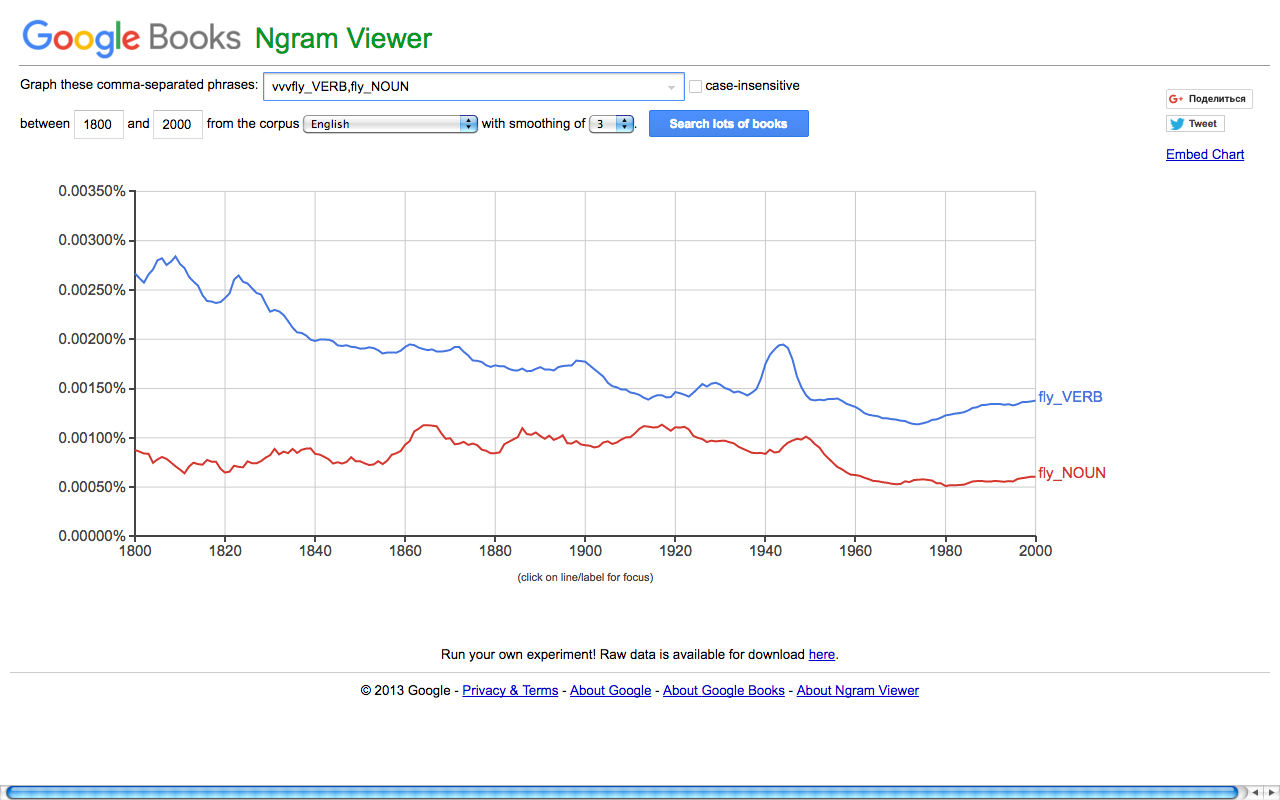 Google Books Ngram Viewer
Graph these comma-separated phrases: vvvfly_VERB,fly_NOUN case-insensitive
between 1800 and 2000 from the corpus English with smoothing of 3. Search lots of books
G+ Поделиться
Tweet
Embed Chart
0.00350%
0.00300%
0.00250%
0.00200%
0.00150%
fly_VERB
0.00100%
fly_NOUN
0.00050%
0.00000%
1800 1820 1840 1860 1880 1900 1920 1940 1960 1980 2000
(click on line/label for focus)
Run your own experiment! Raw data is available for download here.
© 2013 Google - Privacy & Terms - About Google - About Google Books - About Ngram Viewer